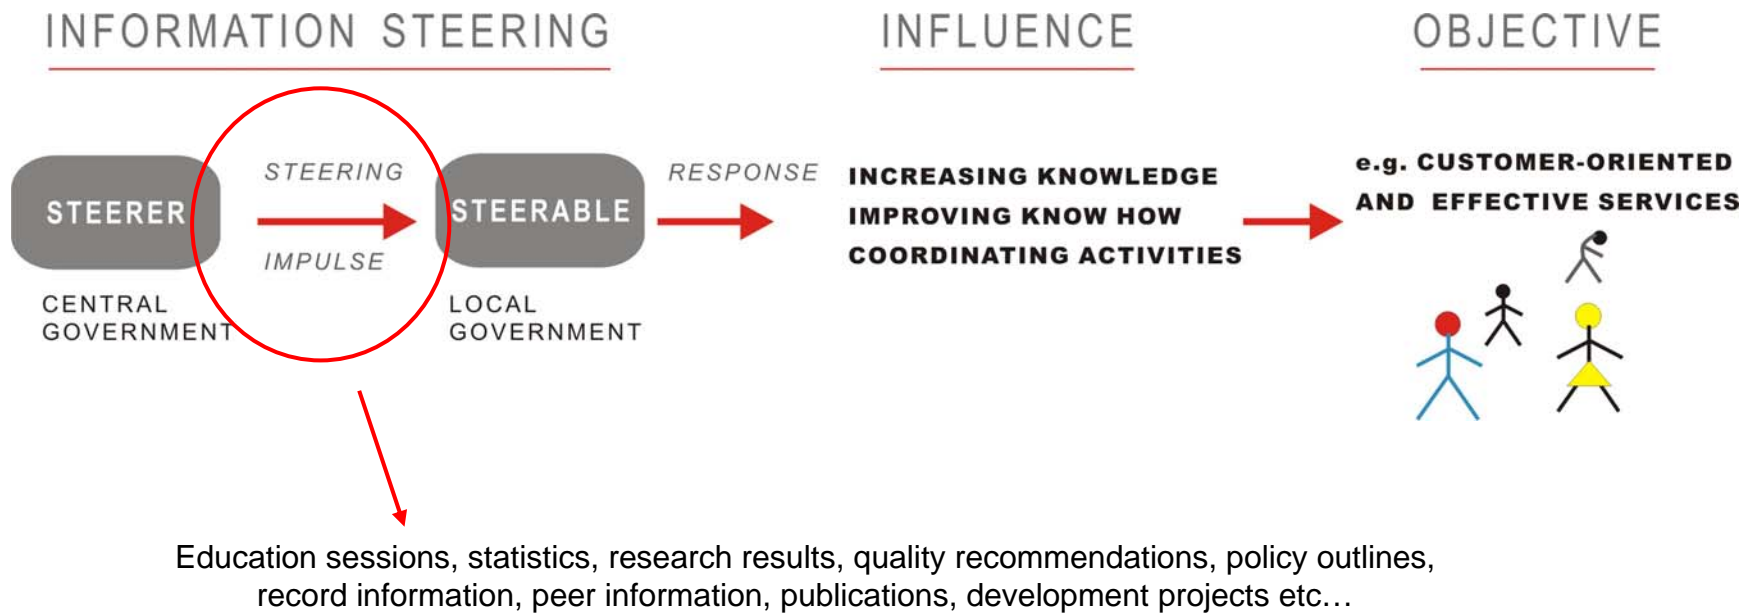 INFORMATION STEERING
INFLUENCE
OBJECTIVE
STEERER
STEERING
IMPULSE
STEERABLE
RESPONSE
CENTRAL
GOVERNMENT
LOCAL
GOVERNMENT
INCREASING KNOWLEDGE
IMPROVING KNOW HOW
COORDINATING ACTIVITIES
e.g. CUSTOMER-ORIENTED
AND EFFECTIVE SERVICES
Education sessions, statistics, research results, quality recommendations, policy outlines,
record information, peer information, publications, development projects etc…